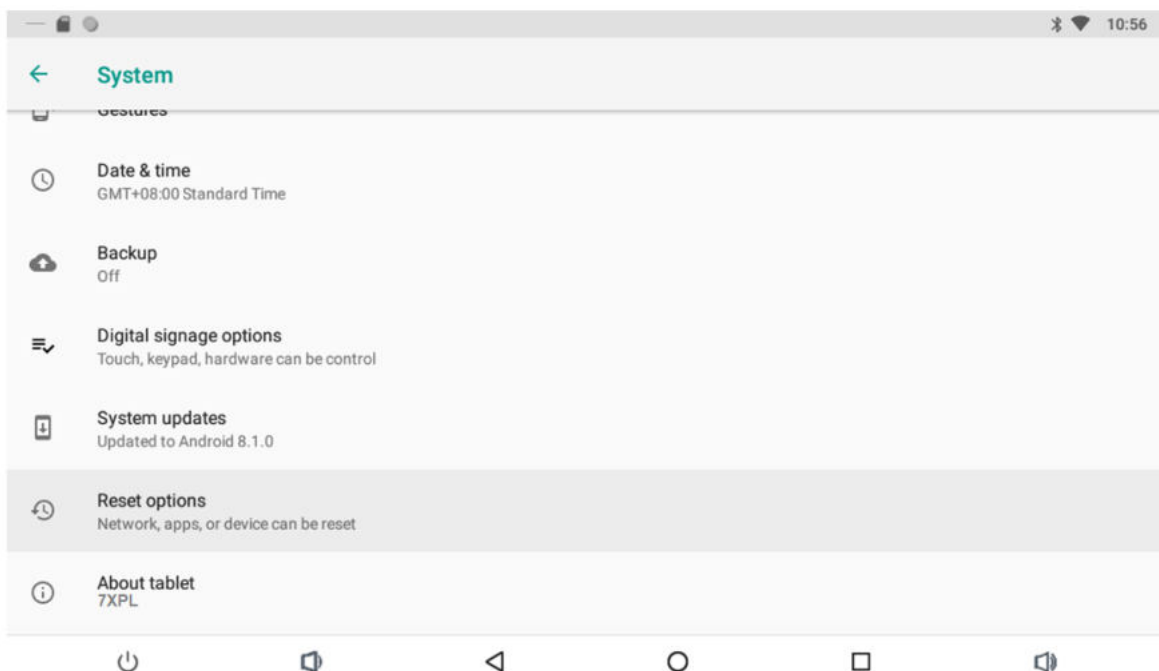 10:56
System
Gestures
Date & time
GMT+08:00 Standard Time
Backup
Off
Digital signage options
Touch, keypad, hardware can be control
System updates
Updated to Android 8.1.0
Reset options
Network, apps, or device can be reset
About tablet
7XPL